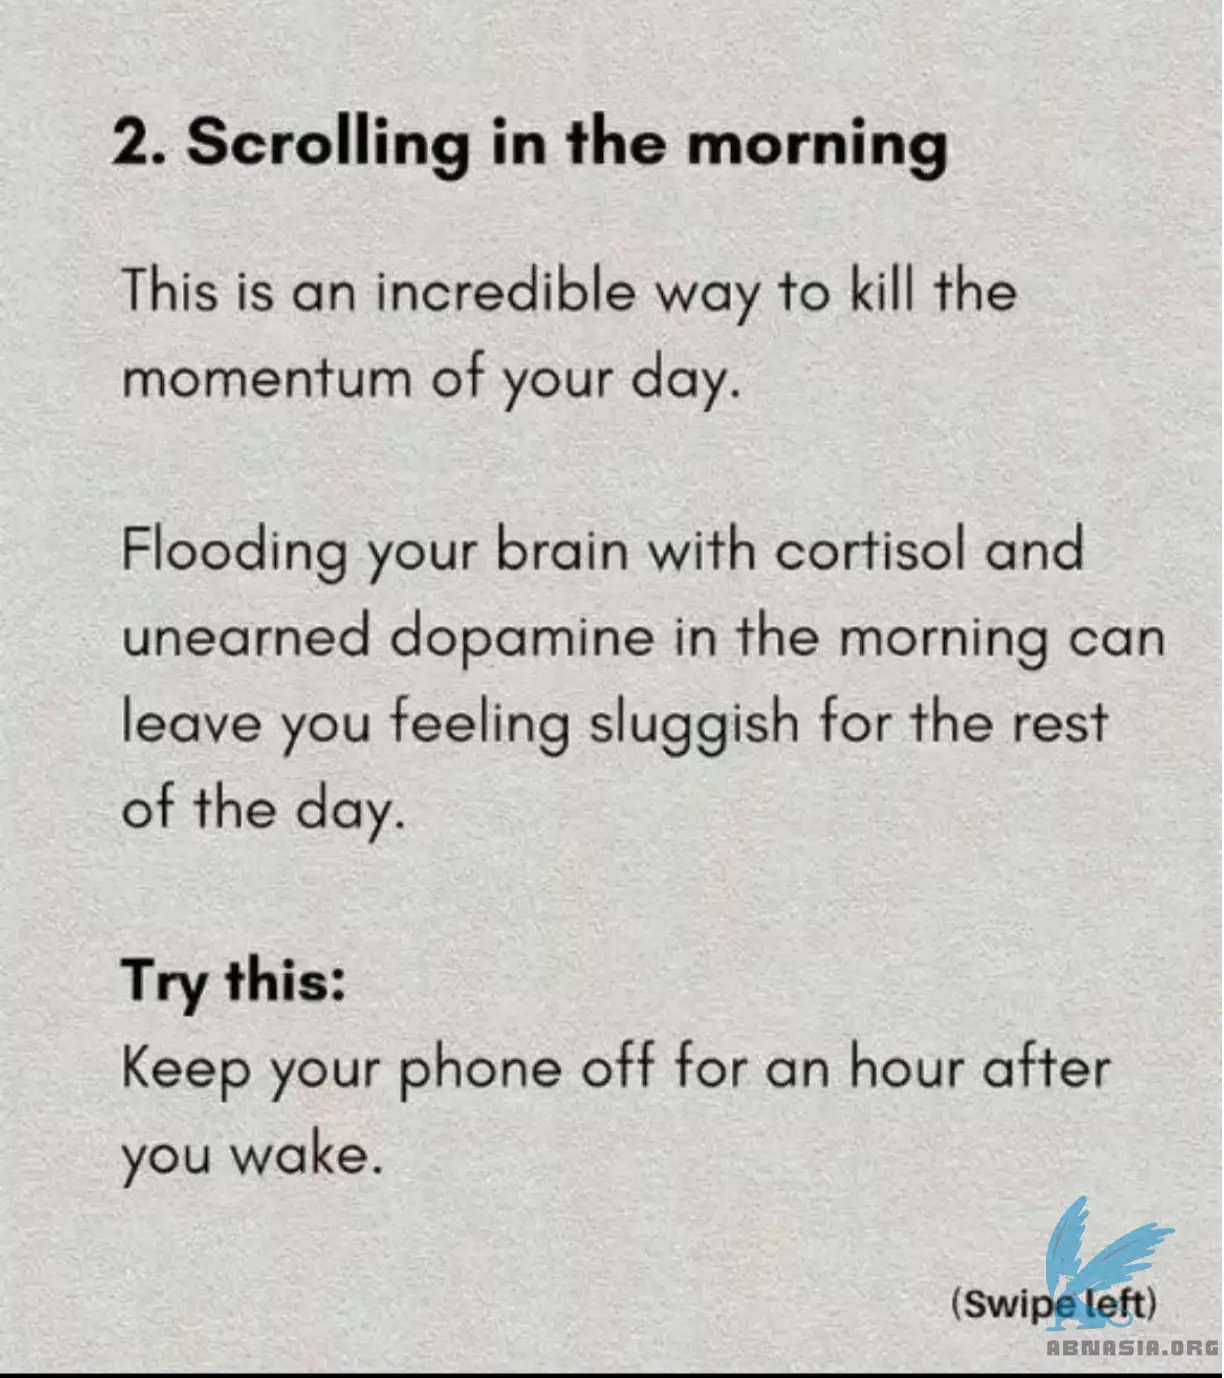 2. Scrolling in the morning
This is an incredible way to kill the
momentum of your day.
Flooding your brain with cortisol and
unearned dopamine in the morning can
leave you feeling sluggish for the rest
of the day.
Try this:
Keep your phone off for an hour after
you wake.
(Swipe left)
ABNASIA.ORG